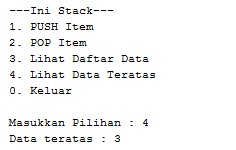 ---Ini Stack---
1. PUSH Item
2. POP Item
3. Lihat Daftar Data
4. Lihat Data Teratas
0. Keluar
Masukkan Pilihan : 4
Data teratas : 3